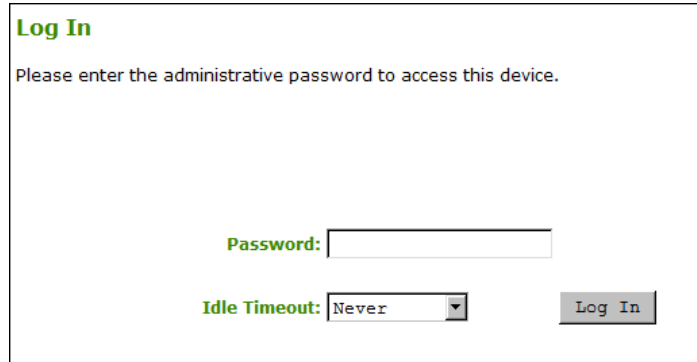 Log In
Please enter the administrative password to access this device.
Password:
Idle Timeout: Never Log In